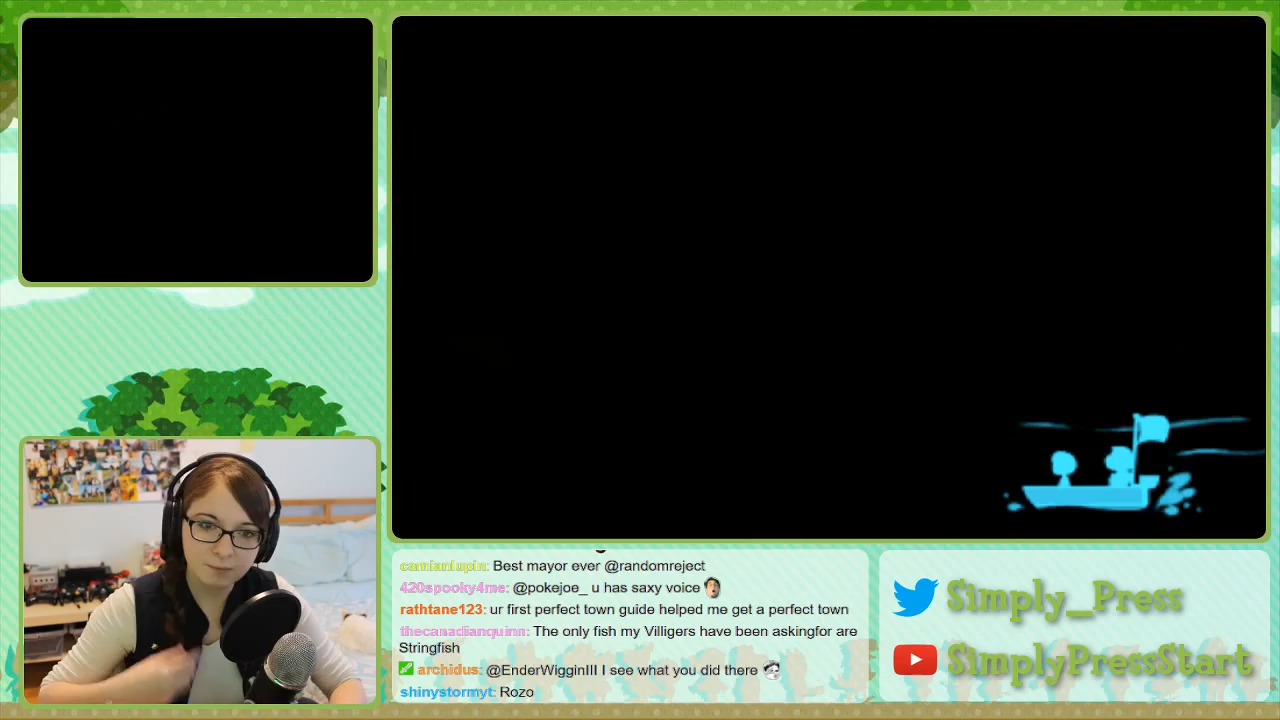 camianlupin: Best mayor ever @randomreject
420spooky4me: @pokejoe_ u has saxy voice
rathtane123: ur first perfect town guide helped me get a perfect town
thecanadianquinn: The only fish my Villigers have been askingfor are
Stringfish
archidus: @EnderWigginIII I see what you did there
shinystormyt: Rozo
Simply_Press
SimplyPressStart